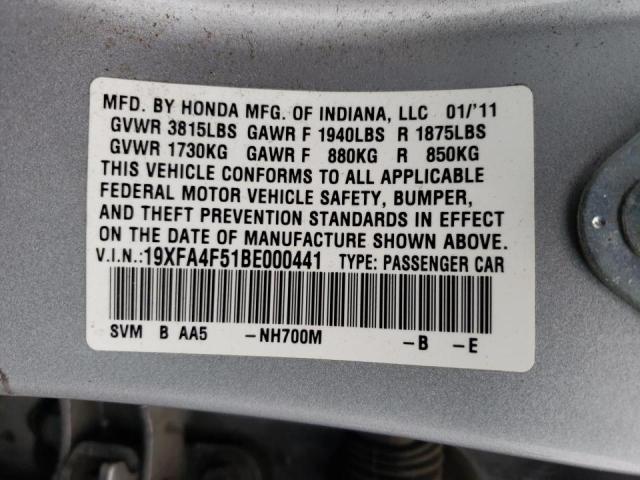 MFD. BY HONDA MFG. OF INDIANA, LLC 01/'11
GVWR 3815LBS GAWR F 1940LBS R 1875LBS
GVWR 1730KG GAWR F 880KG R 850KG
THIS VEHICLE CONFORMS TO ALL APPLICABLE
FEDERAL MOTOR VEHICLE SAFETY, BUMPER,
AND THEFT PREVENTION STANDARDS IN EFFECT
ON THE DATE OF MANUFACTURE SHOWN ABOVE.
V.I.N.:19XFA4F51BE000441 TYPE: PASSENGER CAR
SVM B AA5 -NH700M -B -E